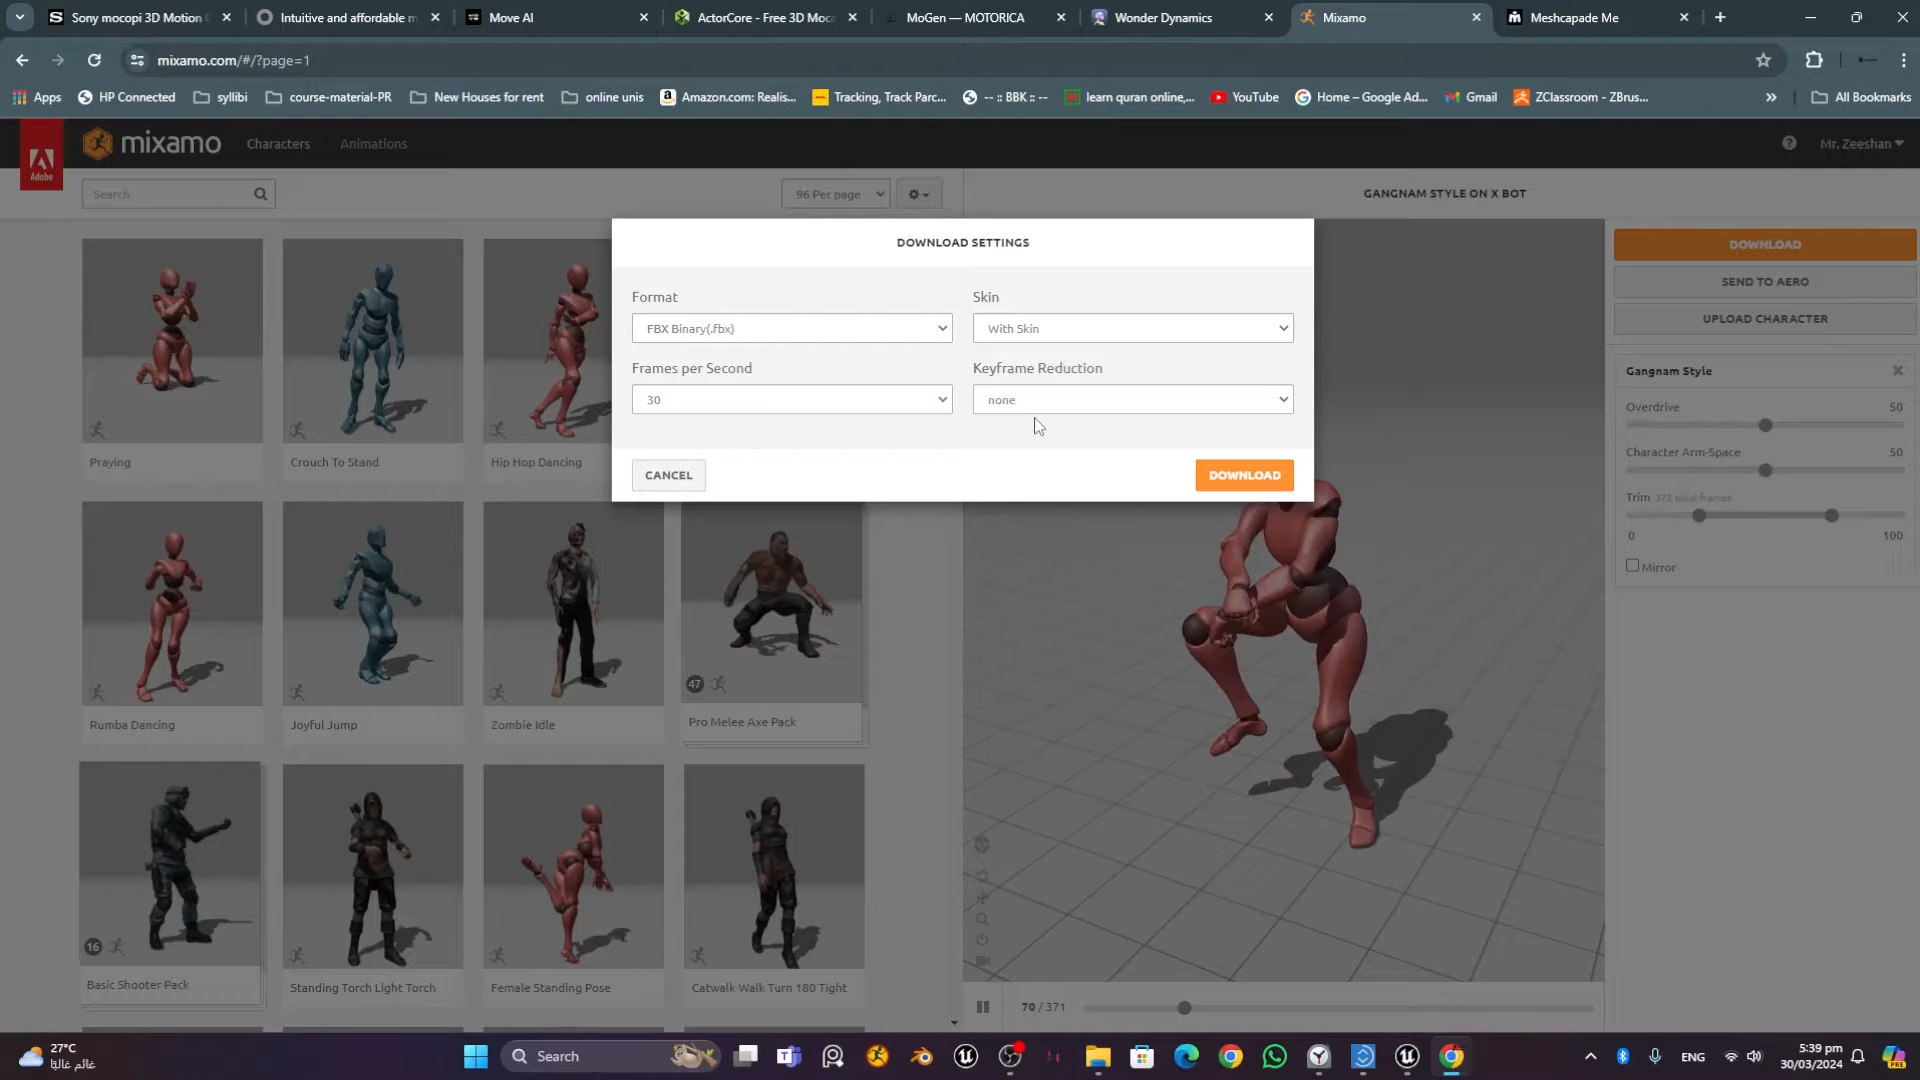 Sony mocopi 3D Motion
Intuitive and affordable m
Move AI
ActorCore - Free 3D Moca
MoGen — MOTORICA
Wonder Dynamics
Mixamo
Meshcapade Me
mixamo.com/#/?page=1
Apps
HP Connected
syllibi
course-material-PR
New Houses for rent
online unis
Amazon.com: Realis...
Tracking, Track Parc...
-- :: BBK :: --
learn quran online,...
YouTube
Home – Google Ad...
Gmail
ZClassroom - ZBrus...
All Bookmarks
Adobe
mixamo
Characters
Animations
Mr. Zeeshan
Search
96 Per page
GANGNAM STYLE ON X BOT
DOWNLOAD SETTINGS
Format
Skin
FBX Binary(.fbx)
With Skin
Frames per Second
Keyframe Reduction
30
none
CANCEL
DOWNLOAD
DOWNLOAD
SEND TO AERO
UPLOAD CHARACTER
Gangnam Style
Overdrive 50
Character Arm-Space 50
Trim 372 total frames
0 100
Mirror
Praying
Crouch To Stand
Hip Hop Dancing
Rumba Dancing
Joyful Jump
Zombie Idle
47
Pro Melee Axe Pack
16
Basic Shooter Pack
Standing Torch Light Torch
Female Standing Pose
Catwalk Walk Turn 180 Tight
70 / 371
27°C
غائم غالبًا
Search
ENG
5:39 pm
30/03/2024
PRE